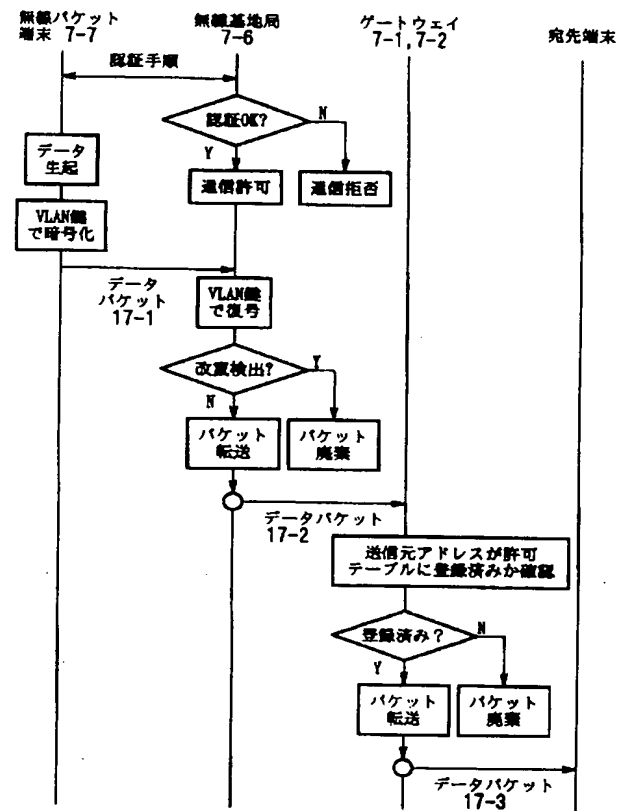 無線パケット
端末 7-7
無線基地局
7-6
ゲートウェイ
7-1, 7-2
宛先端末
認証手順
認証OK?
N
Y
データ
生起
通信許可
通信拒否
VLAN鍵
で暗号化
データ
パケット
17-1
VLAN鍵
で復号
改竄検出?
Y
N
パケット
転送
パケット
廃棄
データパケット
17-2
送信元アドレスが許可
テーブルに登録済みか確認
登録済み?
N
Y
パケット
転送
パケット
廃棄
データパケット
17-3